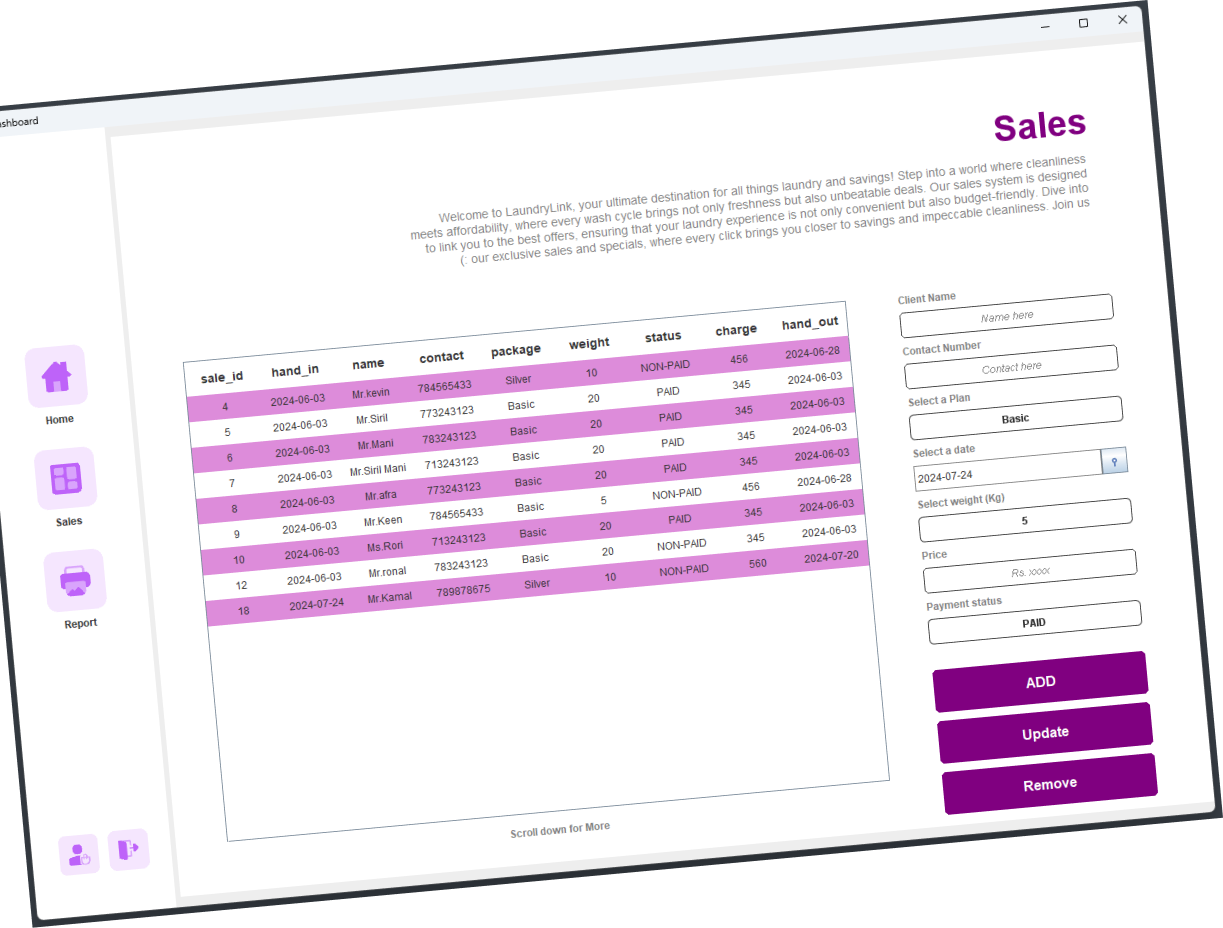 shboard
Sales
Welcome to LaundryLink, your ultimate destination for all things laundry and savings! Step into a world where cleanliness
meets affordability, where every wash cycle brings not only freshness but also unbeatable deals. Our sales system is designed
to link you to the best offers, ensuring that your laundry experience is not only convenient but also budget-friendly. Dive into
(: our exclusive sales and specials, where every click brings you closer to savings and impeccable cleanliness. Join us
Home
Sales
Report
sale_id hand_in name contact package weight status charge hand_out
4 2024-06-03 Mr.kevin 784565433 Silver 10 NON-PAID 456 2024-06-28
5 2024-06-03 Mr.Siril 773243123 Basic 20 PAID 345 2024-06-03
6 2024-06-03 Mr.Mani 783243123 Basic 20 PAID 345 2024-06-03
7 2024-06-03 Mr.Siril Mani 713243123 Basic 20 PAID 345 2024-06-03
8 2024-06-03 Mr.afra 773243123 Basic 20 PAID 345 2024-06-03
9 2024-06-03 Mr.Keen 784565433 Basic 5 NON-PAID 456 2024-06-28
10 2024-06-03 Ms.Rori 713243123 Basic 20 PAID 345 2024-06-03
12 2024-06-03 Mr.ronal 783243123 Basic 20 NON-PAID 345 2024-06-03
18 2024-07-24 Mr.Kamal 789878675 Silver 10 NON-PAID 560 2024-07-20
Scroll down for More
Client Name
Name here
Contact Number
Contact here
Select a Plan
Basic
Select a date
2024-07-24
Select weight (Kg)
5
Price
Rs. xxxx
Payment status
PAID
ADD
Update
Remove